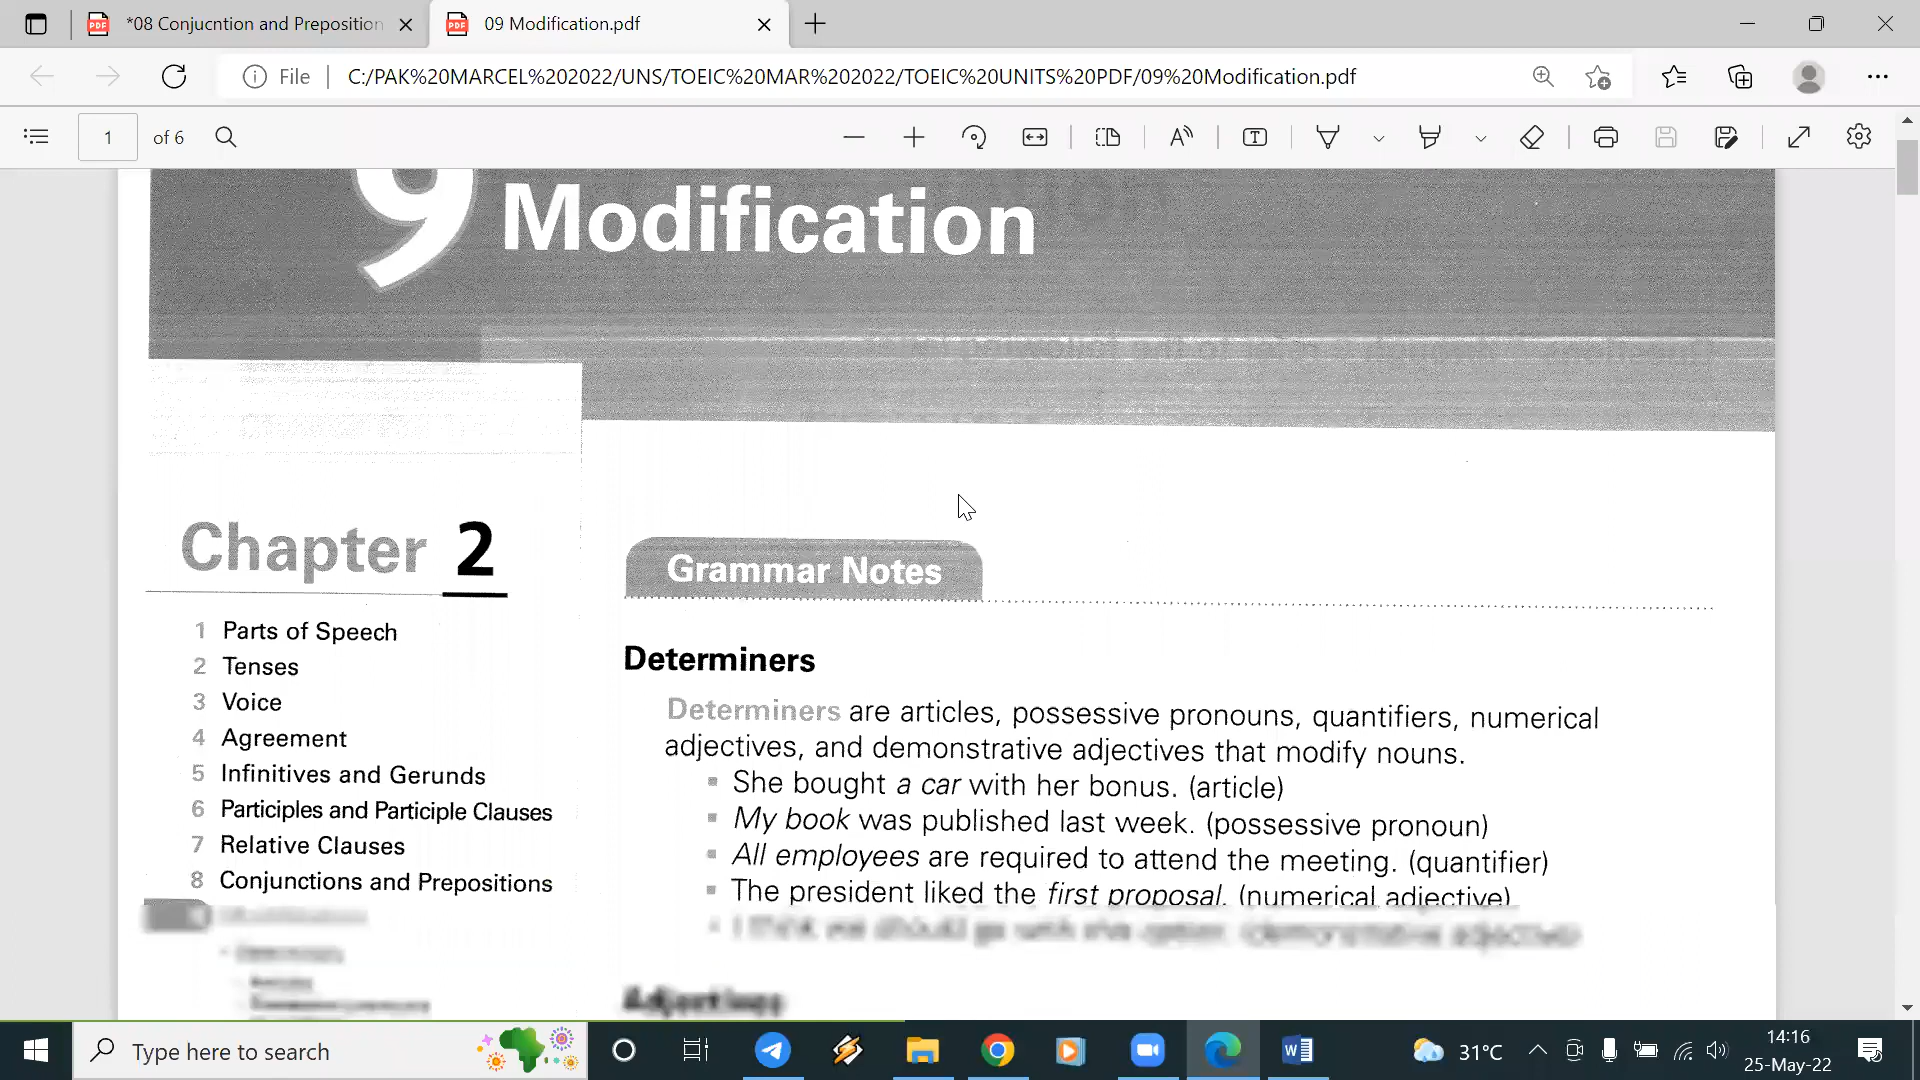 *08 Conjucntion and Preposition
09 Modification.pdf
File
C:/PAK%20MARCEL%202022/UNS/TOEIC%20MAR%202022/TOEIC%20UNITS%20PDF/09%20Modification.pdf
1 of 6
9 Modification
Chapter 2
1 Parts of Speech
2 Tenses
3 Voice
4 Agreement
5 Infinitives and Gerunds
6 Participles and Participle Clauses
7 Relative Clauses
8 Conjunctions and Prepositions
Grammar Notes
Determiners
Determiners are articles, possessive pronouns, quantifiers, numerical
adjectives, and demonstrative adjectives that modify nouns.
She bought a car with her bonus. (article)
My book was published last week. (possessive pronoun)
All employees are required to attend the meeting. (quantifier)
The president liked the first proposal. (numerical adjective)
Adjectives
Type here to search
31°C
14:16
25-May-22